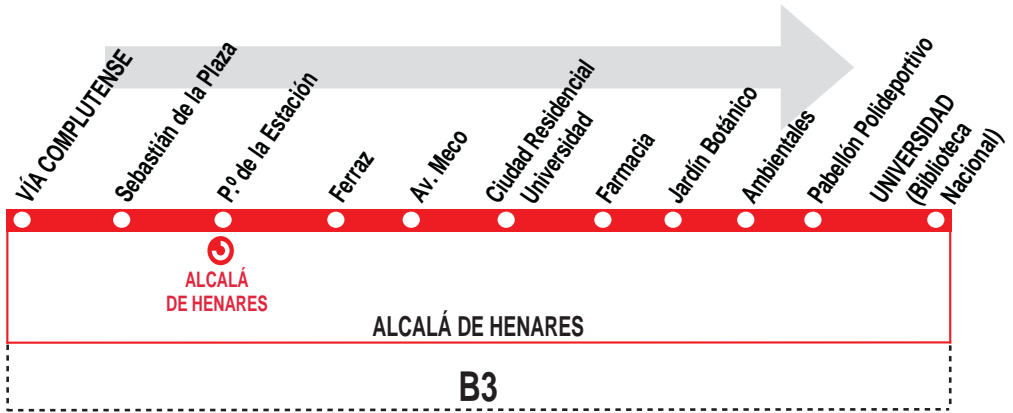 VÍA COMPLUTENSE
Sebastián de la Plaza
P.º de la Estación
Ferraz
Av. Meco
Ciudad Residencial
Universidad
Farmacia
Jardín Botánico
Ambientales
Pabellón Polideportivo
UNIVERSIDAD
(Biblioteca
Nacional)
ALCALÁ
DE HENARES
ALCALÁ DE HENARES
B3